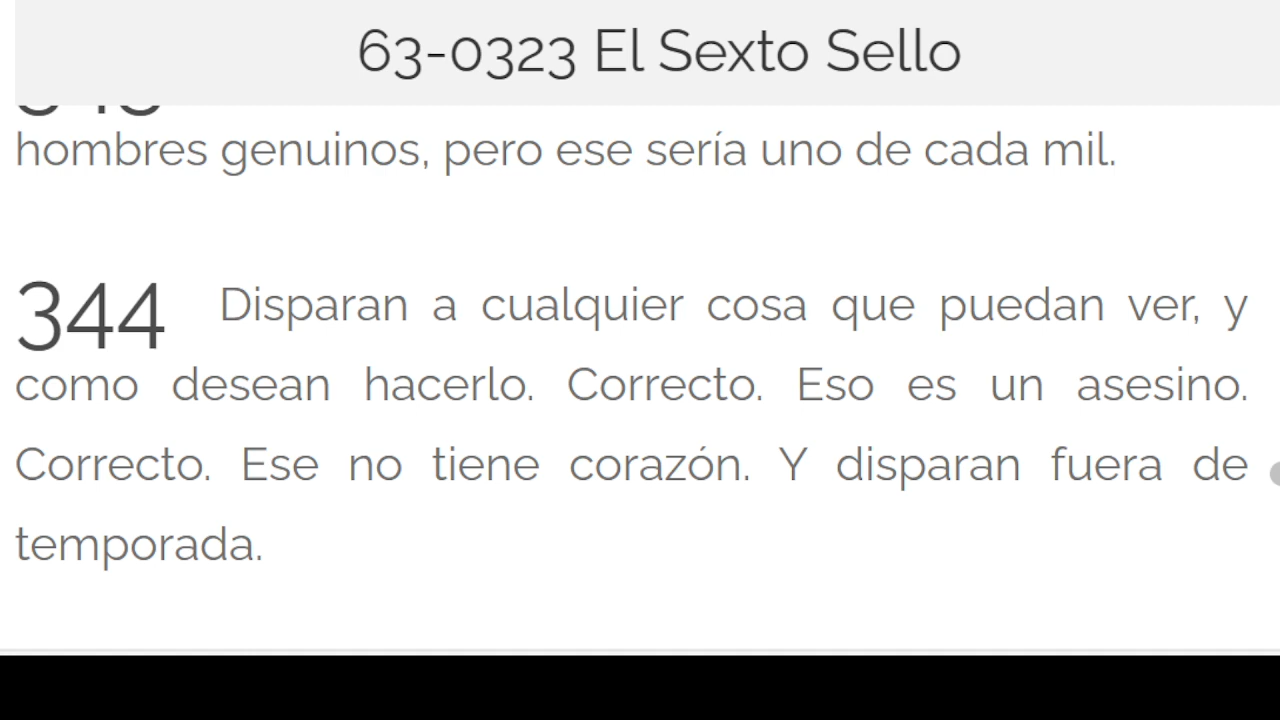 63-0323 El Sexto Sello
hombres genuinos, pero ese sería uno de cada mil.
344 Disparan a cualquier cosa que puedan ver, y
como desean hacerlo. Correcto. Eso es un asesino.
Correcto. Ese no tiene corazón. Y disparan fuera de
temporada.